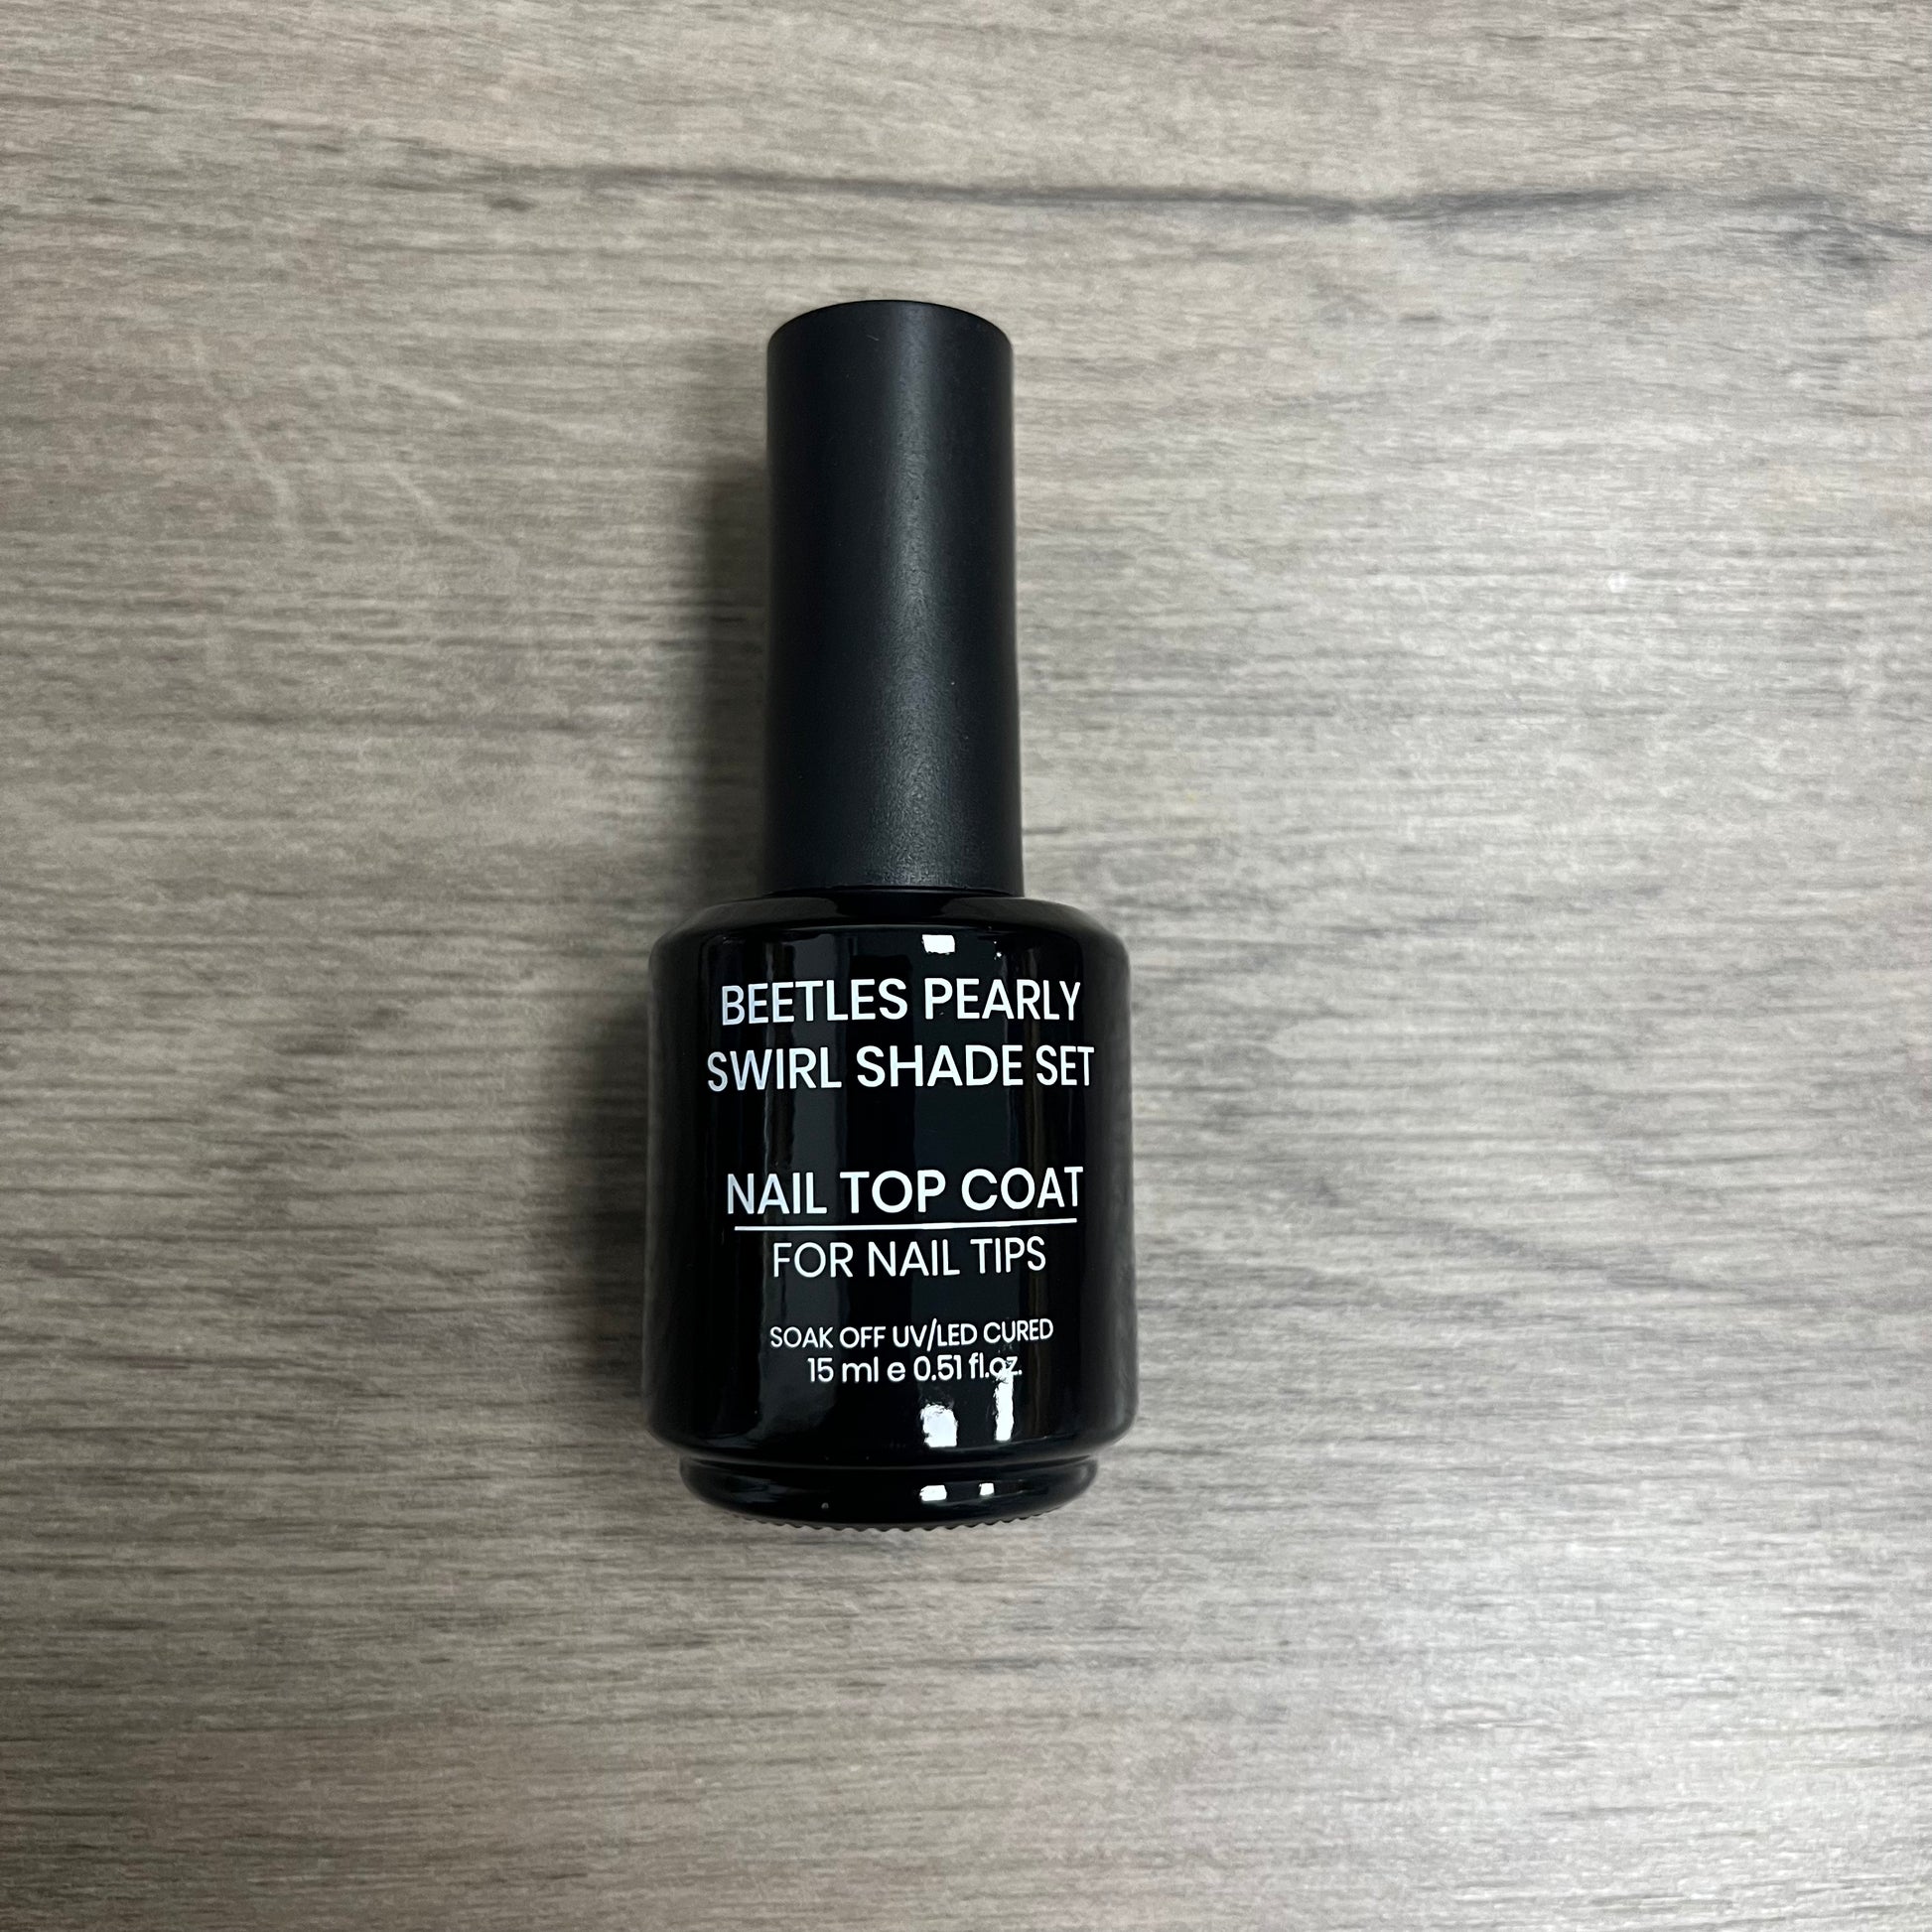 BEETLES PEARLY
SWIRL SHADE SET
NAIL TOP COAT
FOR NAIL TIPS
SOAK OFF UV/LED CURED
15 ml e 0.51 fl.oz.